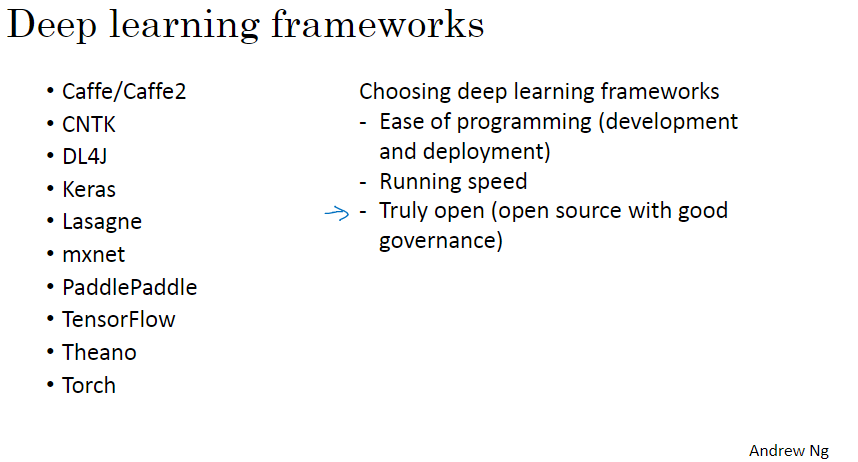 Deep learning frameworks
• Caffe/Caffe2
• CNTK
• DL4J
• Keras
• Lasagne
• mxnet
• PaddlePaddle
• TensorFlow
• Theano
• Torch
Choosing deep learning frameworks
- Ease of programming (development
and deployment)
- Running speed
- Truly open (open source with good
governance)
Andrew Ng